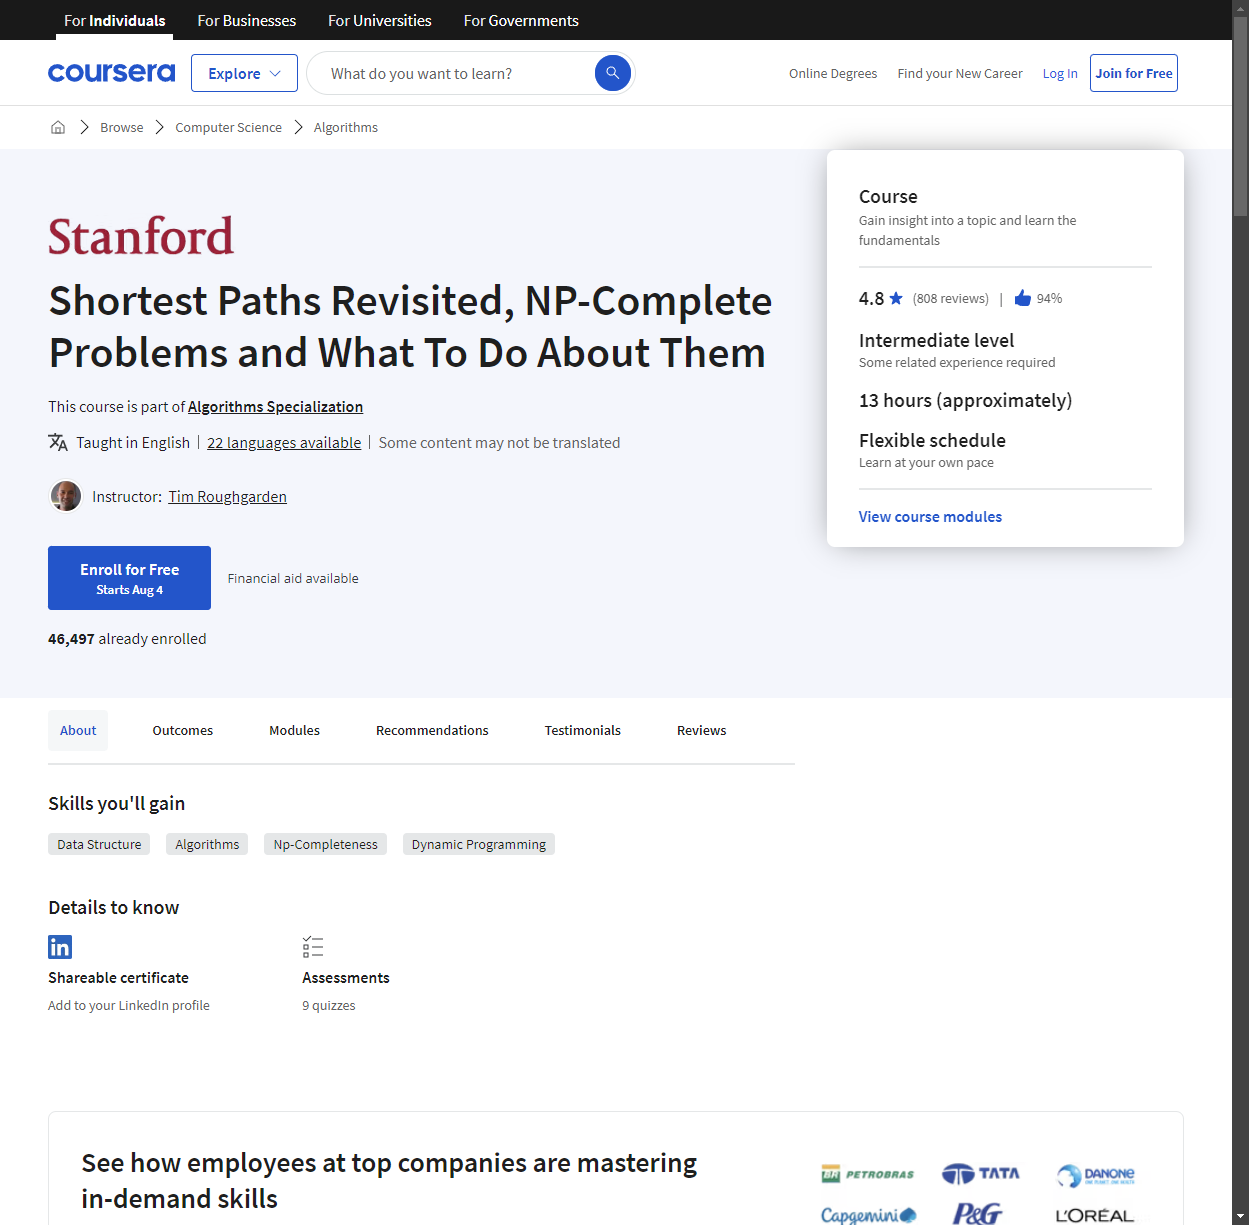 For Individuals For Businesses For Universities For Governments
coursera Explore What do you want to learn? Online Degrees Find your New Career Log In Join for Free
Browse Computer Science Algorithms
Stanford
Shortest Paths Revisited, NP-Complete
Problems and What To Do About Them
This course is part of Algorithms Specialization
Taught in English | 22 languages available | Some content may not be translated
Instructor: Tim Roughgarden
Enroll for Free
Starts Aug 4
Financial aid available
46,497 already enrolled
Course
Gain insight into a topic and learn the
fundamentals
4.8 (808 reviews) | 94%
Intermediate level
Some related experience required
13 hours (approximately)
Flexible schedule
Learn at your own pace
View course modules
About Outcomes Modules Recommendations Testimonials Reviews
Skills you'll gain
Data Structure Algorithms Np-Completeness Dynamic Programming
Details to know
in
Shareable certificate
Add to your LinkedIn profile
Assessments
9 quizzes
See how employees at top companies are mastering
in-demand skills
BR PETROBRAS TATA DANONE
Capgemini P&G L'ORÉAL